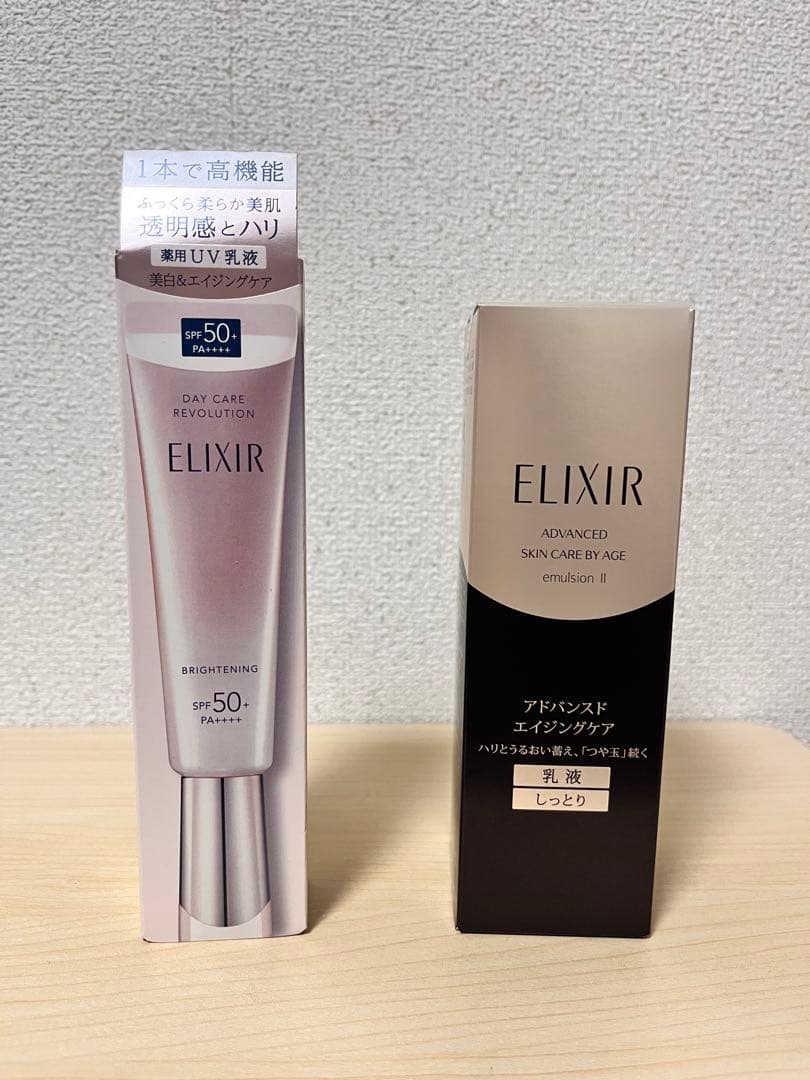 1本で高機能
ふっくら柔らか美肌
透明感とハリ
薬用UV乳液
美白&エイジングケア
SPF50+
PA++++
DAY CARE
REVOLUTION
ELIXIR
BRIGHTENING
SPF50+
PA++++
ELIXIR
ADVANCED
SKIN CARE BY AGE
emulsion II
アドバンスド
エイジングケア
ハリとうるおい蓄え、「つや玉」続く
乳液
しっとり